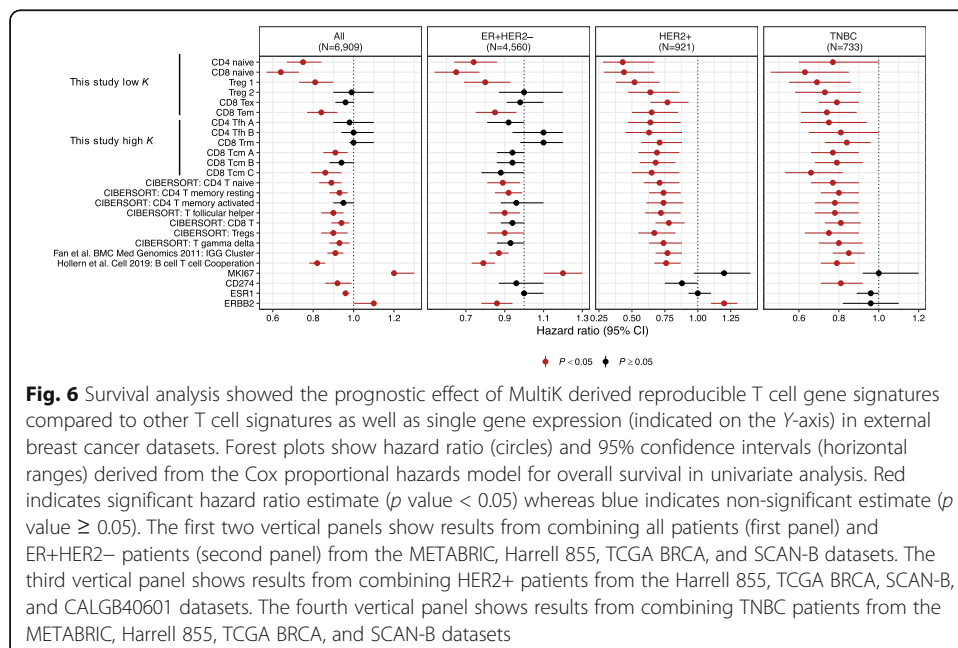 All
(N=6,909)
ER+HER2−
(N=4,560)
HER2+
(N=921)
TNBC
(N=733)
This study low K
This study high K
CD4 naive
CD8 naive
Treg 1
Treg 2
CD8 Tex
CD8 Tem
CD4 Tfh A
CD4 Tfh B
CD8 Trm
CD8 Tcm A
CD8 Tcm B
CD8 Tcm C
CIBERSORT: CD4 T naive
CIBERSORT: CD4 T memory resting
CIBERSORT: CD4 T memory activated
CIBERSORT: T follicular helper
CIBERSORT: CD8 T
CIBERSORT: Tregs
CIBERSORT: T gamma delta
Fan et al. BMC Med Genomics 2011: IGG Cluster
Hollern et al. Cell 2019: B cell T cell Cooperation
MKI67
CD274
ESR1
ERBB2
0.6 0.8 1.0 1.2 0.7 0.9 1.1 1.3 0.25 0.50 0.75 1.00 1.25 0.6 0.8 1.0 1.2
Hazard ratio (95% CI)
P < 0.05 P ≥ 0.05
Fig. 6 Survival analysis showed the prognostic effect of MultiK derived reproducible T cell gene signatures
compared to other T cell signatures as well as single gene expression (indicated on the Y-axis) in external
breast cancer datasets. Forest plots show hazard ratio (circles) and 95% confidence intervals (horizontal
ranges) derived from the Cox proportional hazards model for overall survival in univariate analysis. Red
indicates significant hazard ratio estimate (p value < 0.05) whereas blue indicates non-significant estimate (p
value ≥ 0.05). The first two vertical panels show results from combining all patients (first panel) and
ER+HER2− patients (second panel) from the METABRIC, Harrell 855, TCGA BRCA, and SCAN-B datasets. The
third vertical panel shows results from combining HER2+ patients from the Harrell 855, TCGA BRCA, SCAN-B,
and CALGB40601 datasets. The fourth vertical panel shows results from combining TNBC patients from the
METABRIC, Harrell 855, TCGA BRCA, and SCAN-B datasets